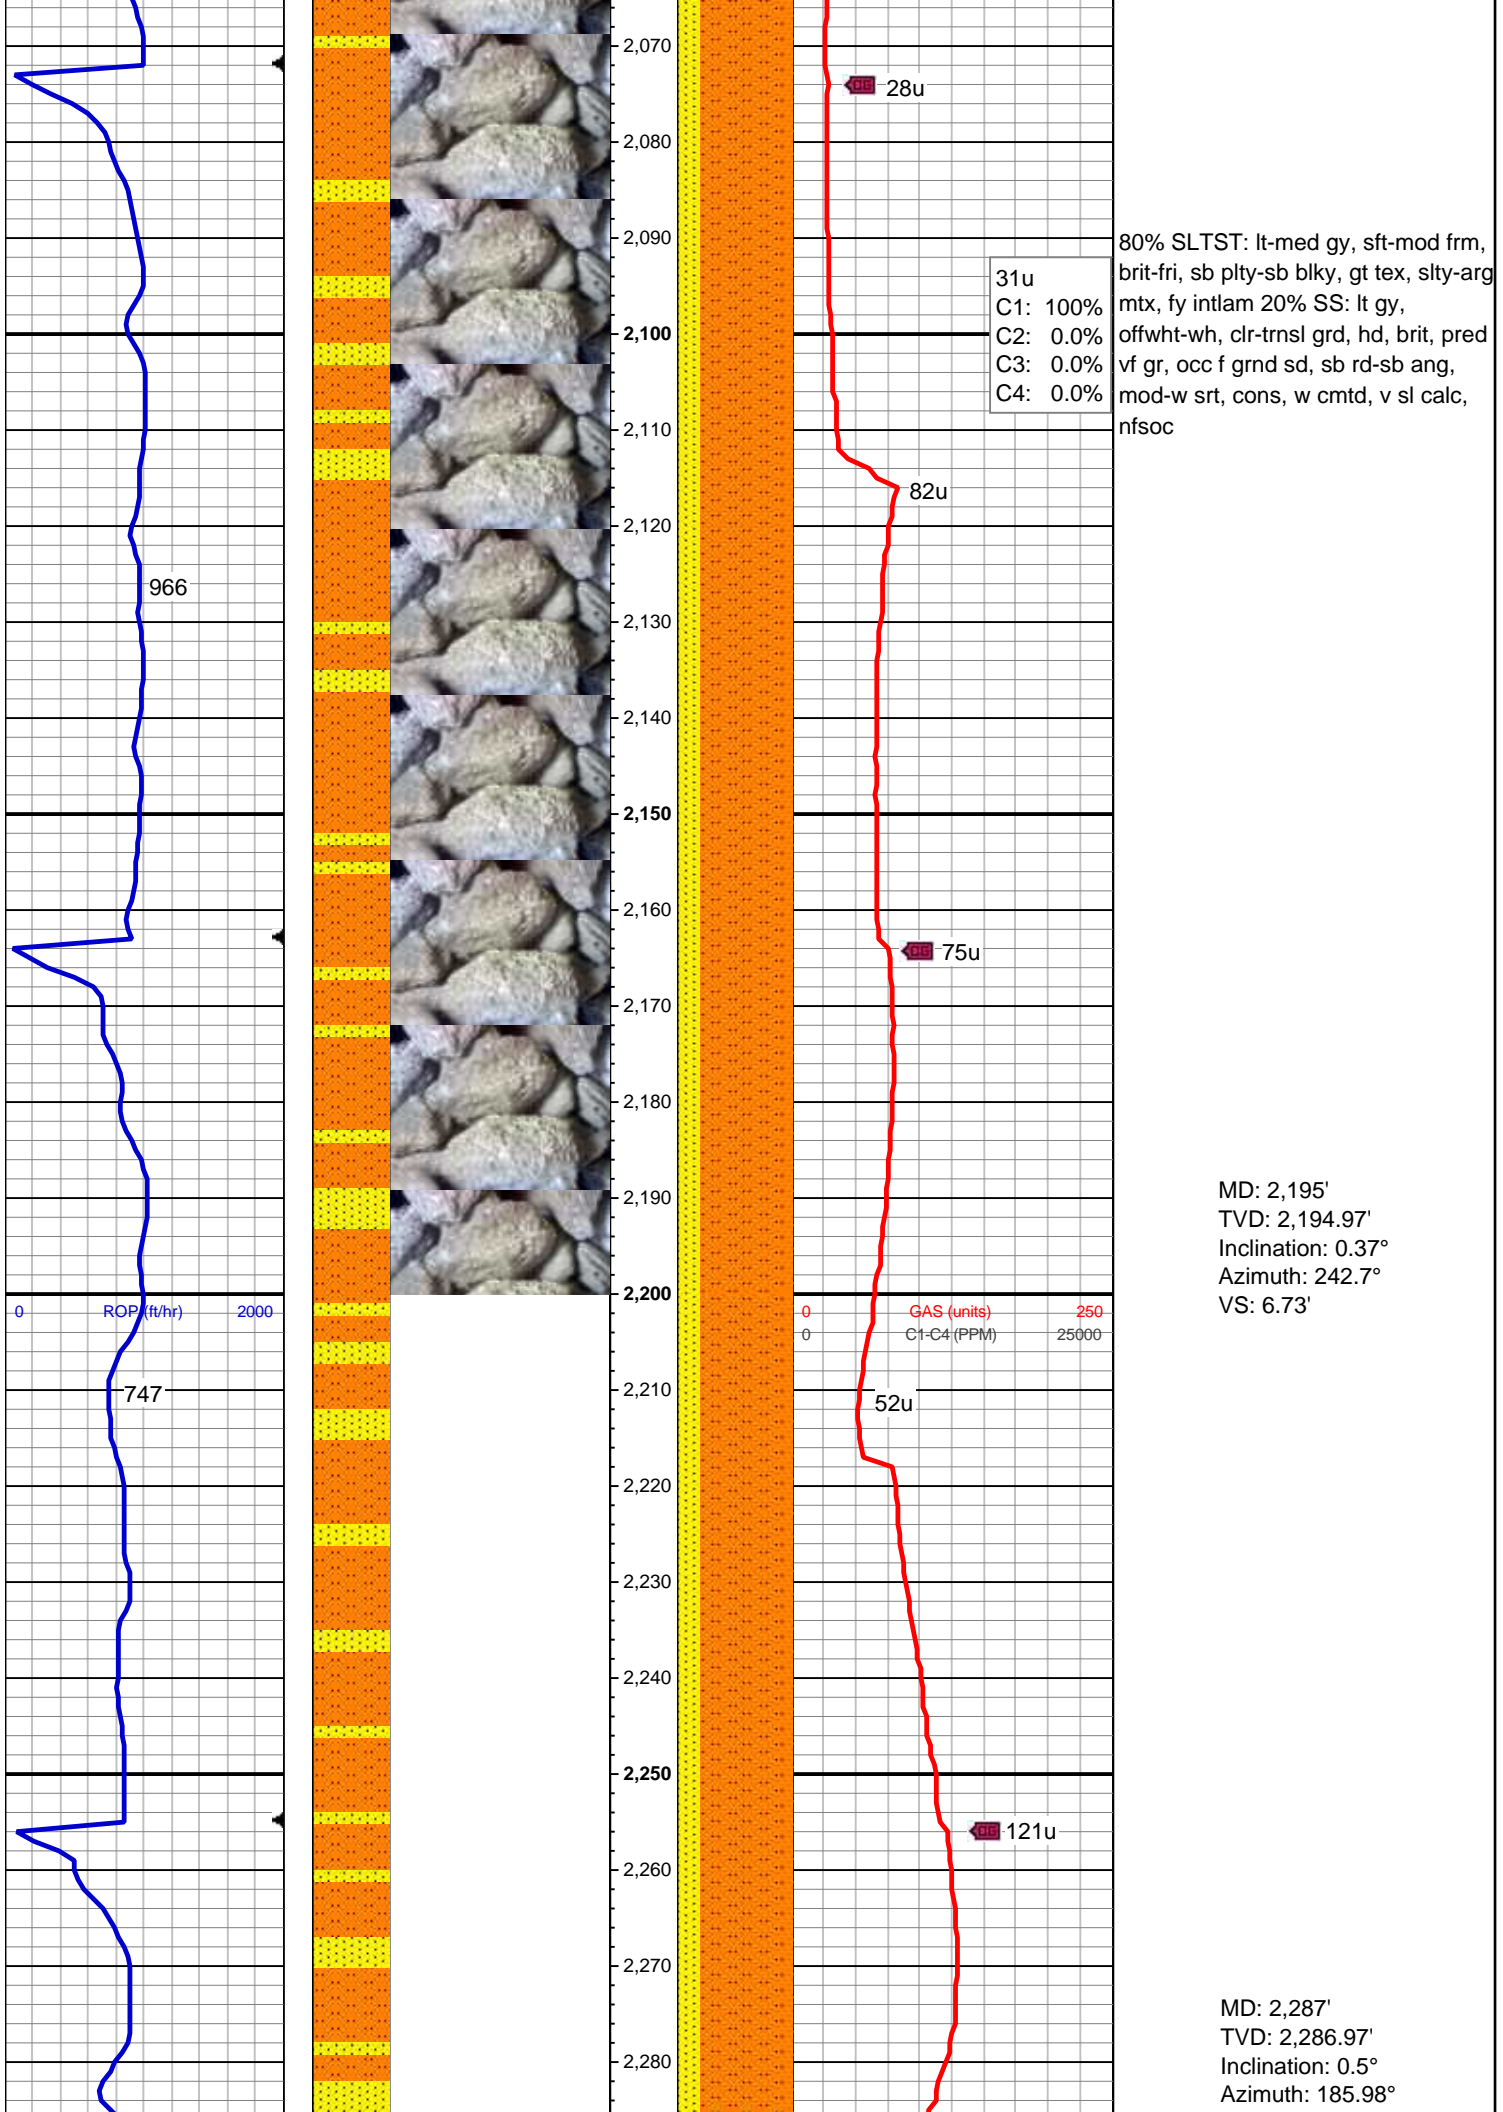 2,070
CG 28u
2,080
2,090
80% SLTST: lt-med gy, sft-mod frm,
brit-fri, sb plty-sb blky, gt tex, slty-arg
mtx, fy intlam 20% SS: lt gy,
offwht-wh, clr-trnsl grd, hd, brit, pred
vf gr, occ f grnd sd, sb rd-sb ang,
mod-w srt, cons, w cmtd, v sl calc,
nfsoc
31u
C1: 100%
C2: 0.0%
C3: 0.0%
C4: 0.0%
2,100
2,110
82u
2,120
966
2,130
2,140
2,150
2,160
CG 75u
2,170
2,180
2,190
MD: 2,195'
TVD: 2,194.97'
Inclination: 0.37°
Azimuth: 242.7°
VS: 6.73'
2,200
0 ROP (ft/hr) 2000
0 GAS (units) 250
0 C1-C4 (PPM) 25000
747
2,210
52u
2,220
2,230
2,240
2,250
CG 121u
2,260
2,270
2,280
MD: 2,287'
TVD: 2,286.97'
Inclination: 0.5°
Azimuth: 185.98°